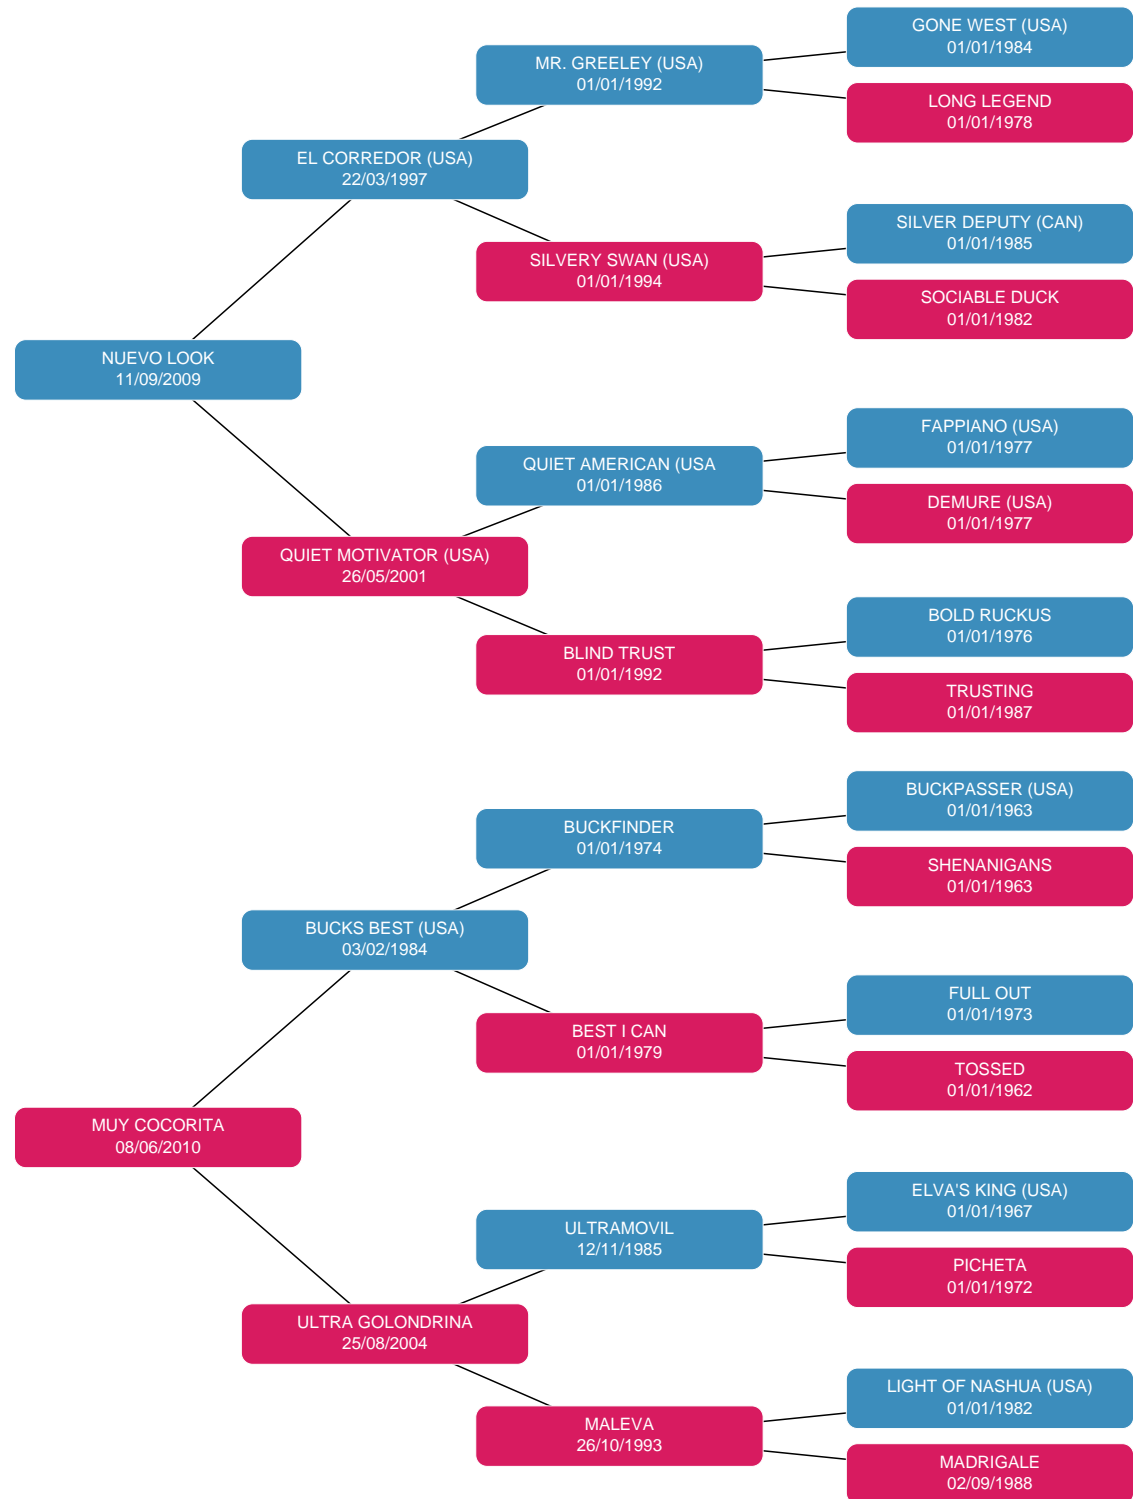 GONE WEST (USA)
01/01/1984
MR. GREELEY (USA)
01/01/1992
LONG LEGEND
01/01/1978
EL CORREDOR (USA)
22/03/1997
SILVER DEPUTY (CAN)
01/01/1985
SILVERY SWAN (USA)
01/01/1994
SOCIABLE DUCK
01/01/1982
NUEVO LOOK
11/09/2009
FAPPIANO (USA)
01/01/1977
QUIET AMERICAN (USA
01/01/1986
DEMURE (USA)
01/01/1977
QUIET MOTIVATOR (USA)
26/05/2001
BOLD RUCKUS
01/01/1976
BLIND TRUST
01/01/1992
TRUSTING
01/01/1987
BUCKPASSER (USA)
01/01/1963
BUCKFINDER
01/01/1974
SHENANIGANS
01/01/1963
BUCKS BEST (USA)
03/02/1984
FULL OUT
01/01/1973
BEST I CAN
01/01/1979
TOSSED
01/01/1962
MUY COCORITA
08/06/2010
ELVA'S KING (USA)
01/01/1967
ULTRAMOVIL
12/11/1985
PICHETA
01/01/1972
ULTRA GOLONDRINA
25/08/2004
LIGHT OF NASHUA (USA)
01/01/1982
MALEVA
26/10/1993
MADRIGALE
02/09/1988